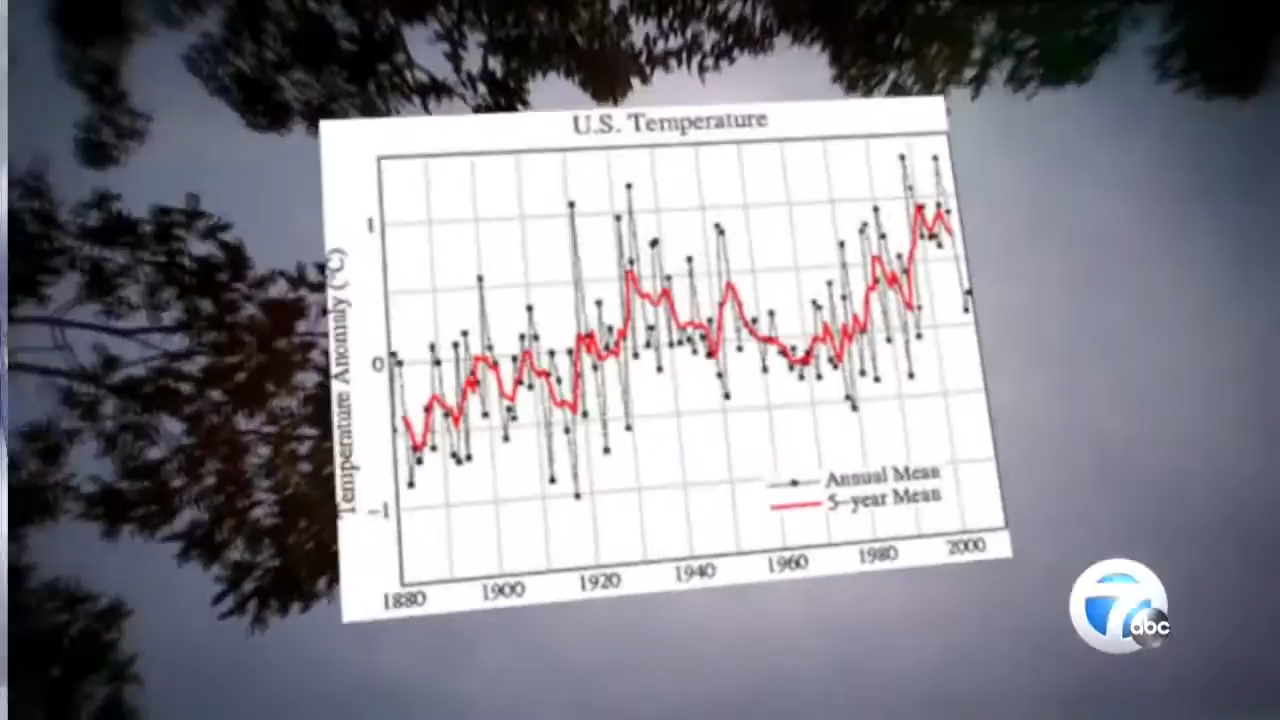 U.S. Temperature
Temperature Anomaly (°C)
1
0
-1
Annual Mean
5-year Mean
1880 1900 1920 1940 1960 1980 2000
7 abc